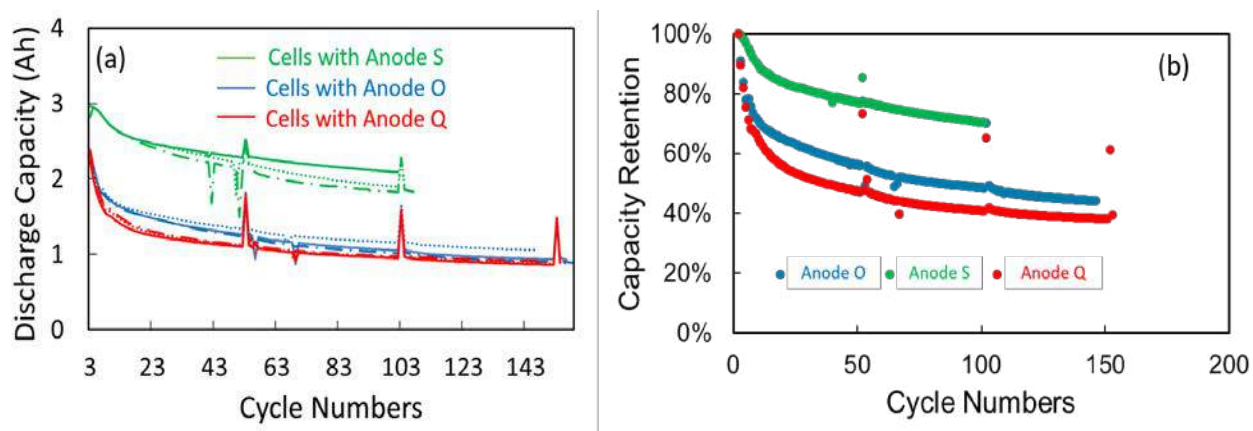 (a)
Discharge Capacity (Ah)
4
3
2
1
0
Cells with Anode S
Cells with Anode O
Cells with Anode Q
3 23 43 63 83 103 123 143
Cycle Numbers
(b)
Capacity Retention
100%
80%
60%
40%
20%
0%
Anode O Anode S Anode Q
0 50 100 150 200
Cycle Numbers